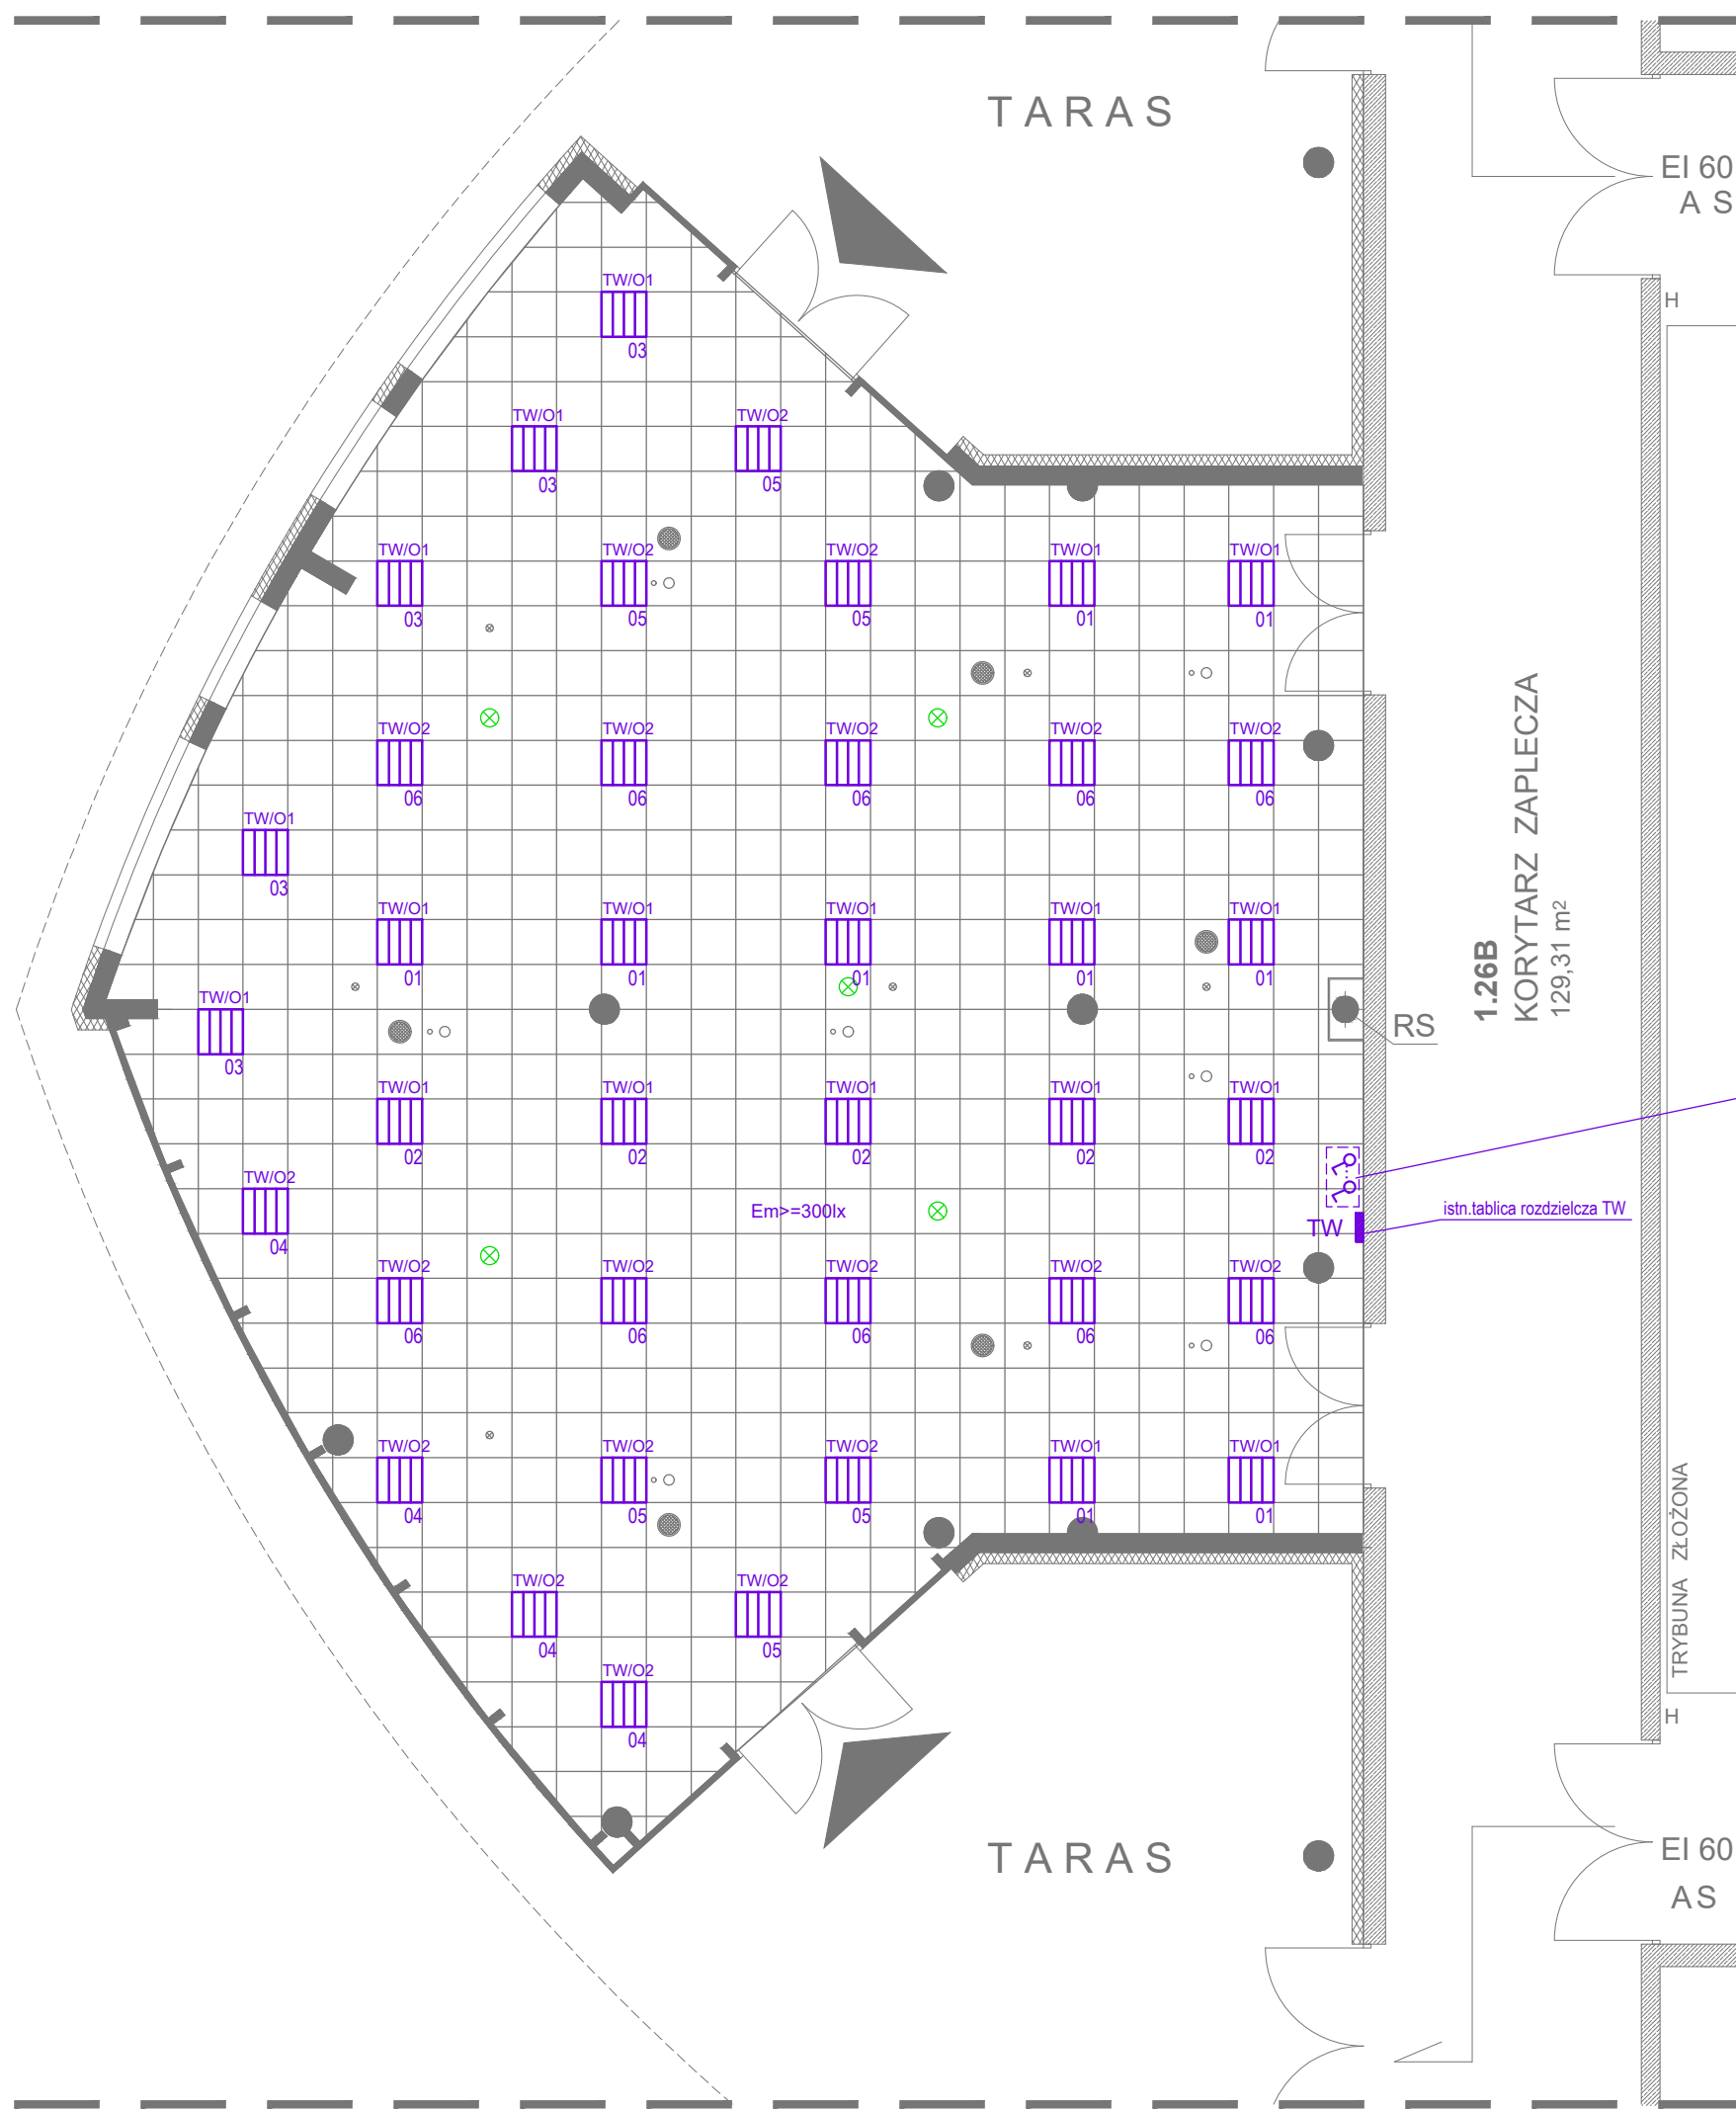 TARAS
EI 60
A S
H
TW/O1
03
TW/O1
TW/O2
03
05
TW/O1
TW/O2
TW/O2
TW/O1
TW/O1
03
05
05
01
01
TW/O2
TW/O2
TW/O2
TW/O2
TW/O2
06
06
06
06
06
TW/O1
03
TW/O1
TW/O1
TW/O1
TW/O1
TW/O1
01
01
01
01
01
1.26B
KORYTARZ ZAPLECZA
129,31 m²
TW/O1
03
RS
TW/O1
TW/O1
TW/O1
TW/O1
TW/O1
02
02
02
02
02
TW/O2
04
Em>=300lx
TW
istn.tablica rozdzielcza TW
TW/O2
TW/O2
TW/O2
TW/O2
TW/O2
06
06
06
06
06
TW/O2
TW/O2
TW/O2
TW/O1
TW/O1
04
05
05
01
01
TRYBUNA ZŁOŻONA
TW/O2
TW/O2
04
05
TW/O2
04
H
TARAS
EI 60
AS